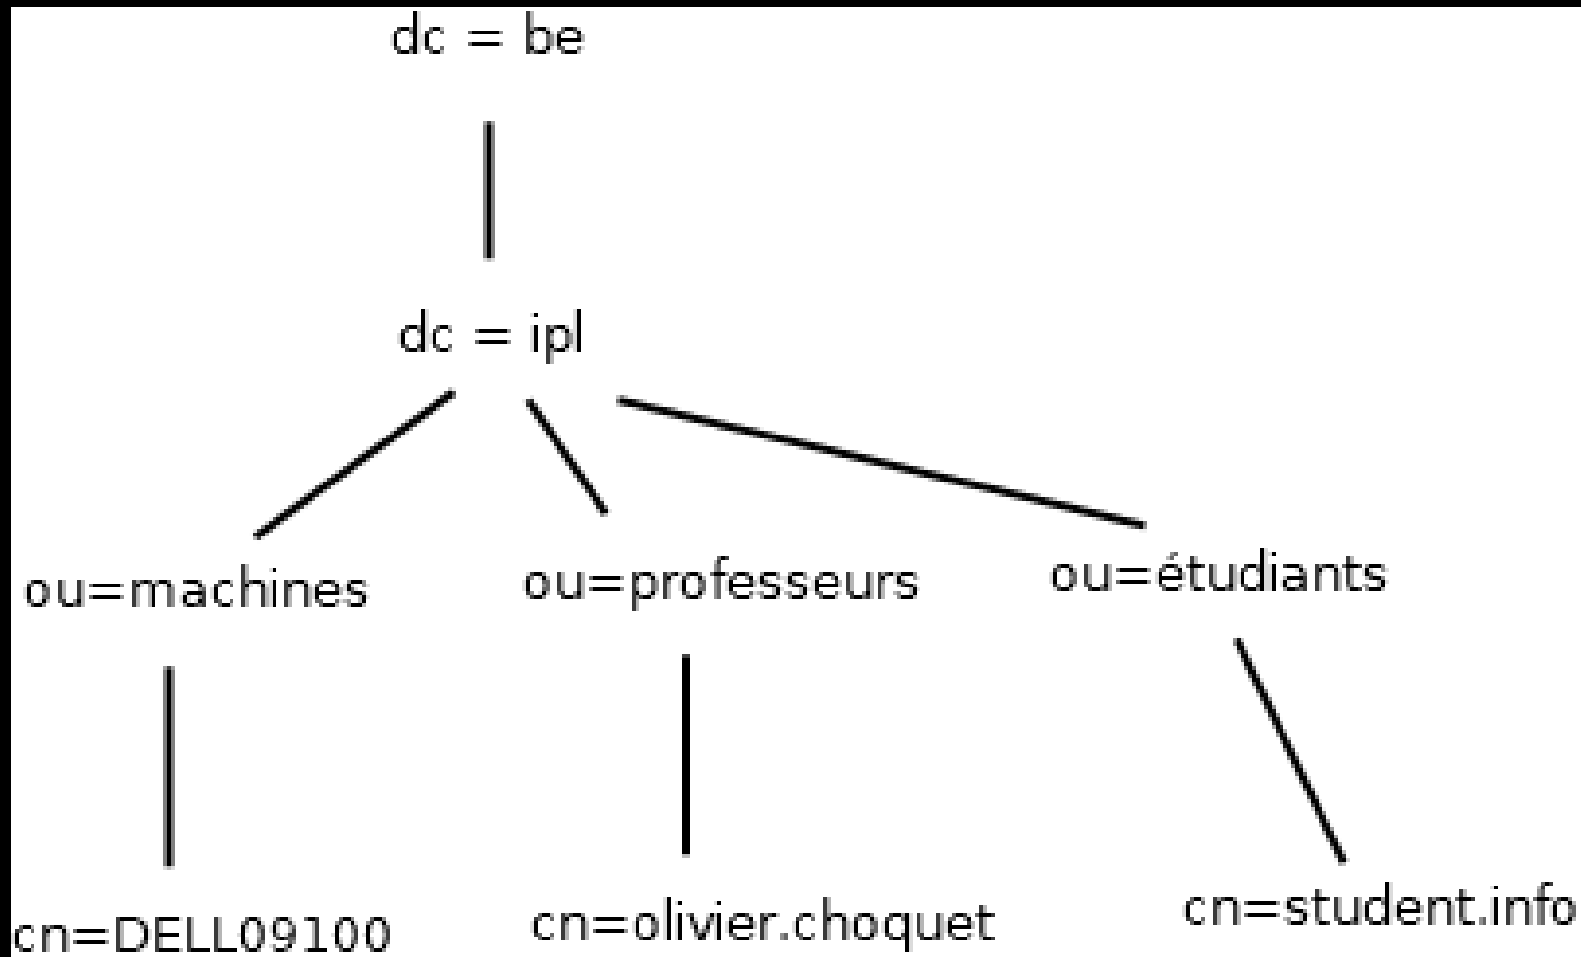 dc = be
dc = ipl
ou=machines
ou=professeurs
ou=étudiants
cn=DELL09100
cn=olivier.choquet
cn=student.info